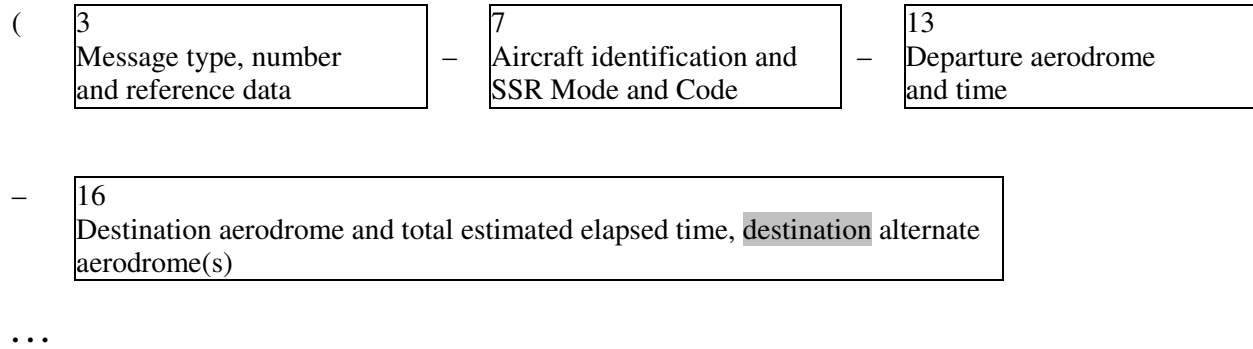 ( 3 7 13
Message type, number – Aircraft identification and – Departure aerodrome
and reference data SSR Mode and Code and time
– 16
Destination aerodrome and total estimated elapsed time, destination alternate
aerodrome(s)
. . .